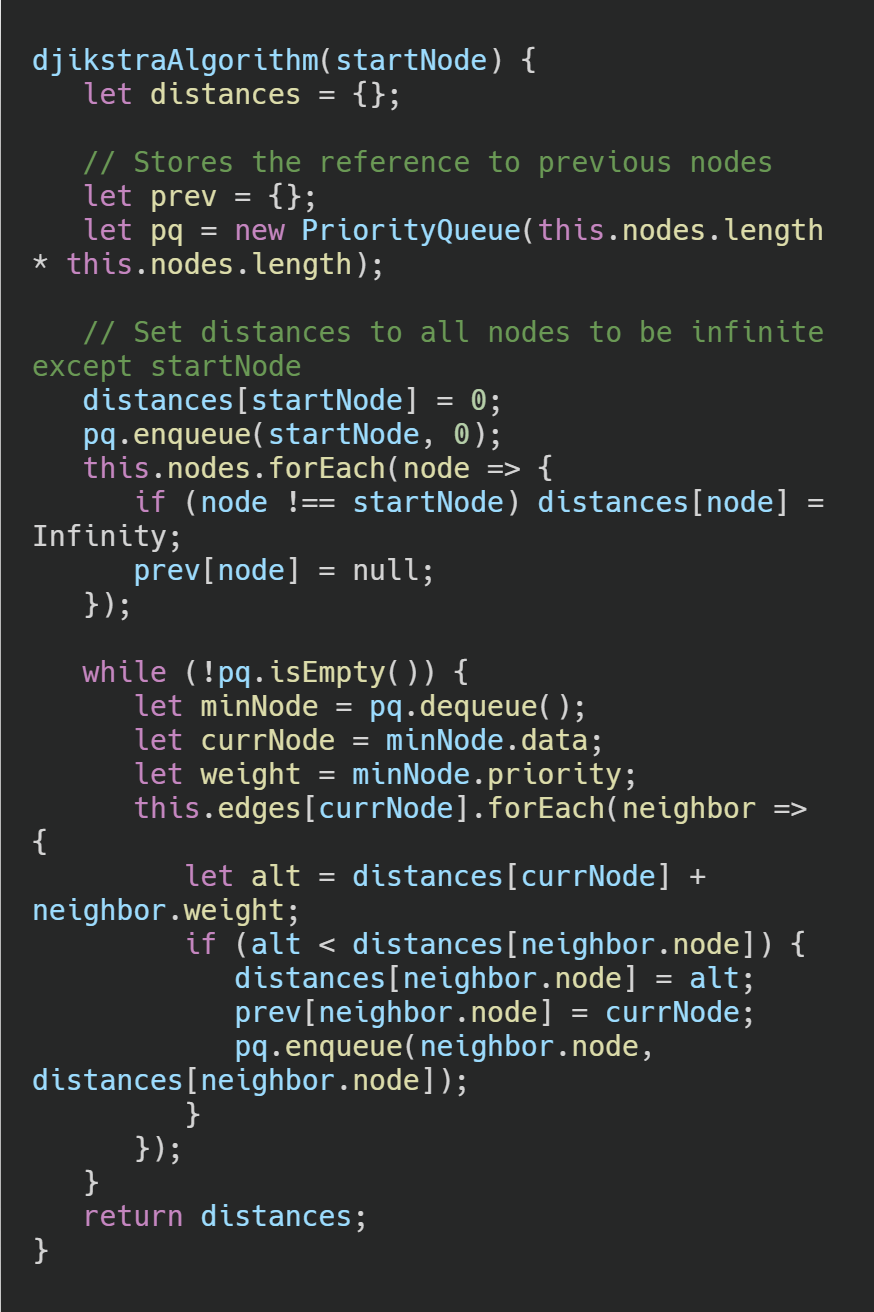 djikstraAlgorithm(startNode) {
   let distances = {};

   // Stores the reference to previous nodes
   let prev = {};
   let pq = new PriorityQueue(this.nodes.length
* this.nodes.length);

   // Set distances to all nodes to be infinite
except startNode
   distances[startNode] = 0;
   pq.enqueue(startNode, 0);
   this.nodes.forEach(node => {
      if (node !== startNode) distances[node] =
Infinity;
      prev[node] = null;
   });

   while (!pq.isEmpty()) {
      let minNode = pq.dequeue();
      let currNode = minNode.data;
      let weight = minNode.priority;
      this.edges[currNode].forEach(neighbor =>
{
         let alt = distances[currNode] +
neighbor.weight;
         if (alt < distances[neighbor.node]) {
            distances[neighbor.node] = alt;
            prev[neighbor.node] = currNode;
            pq.enqueue(neighbor.node,
distances[neighbor.node]);
         }
      });
   }
   return distances;
}